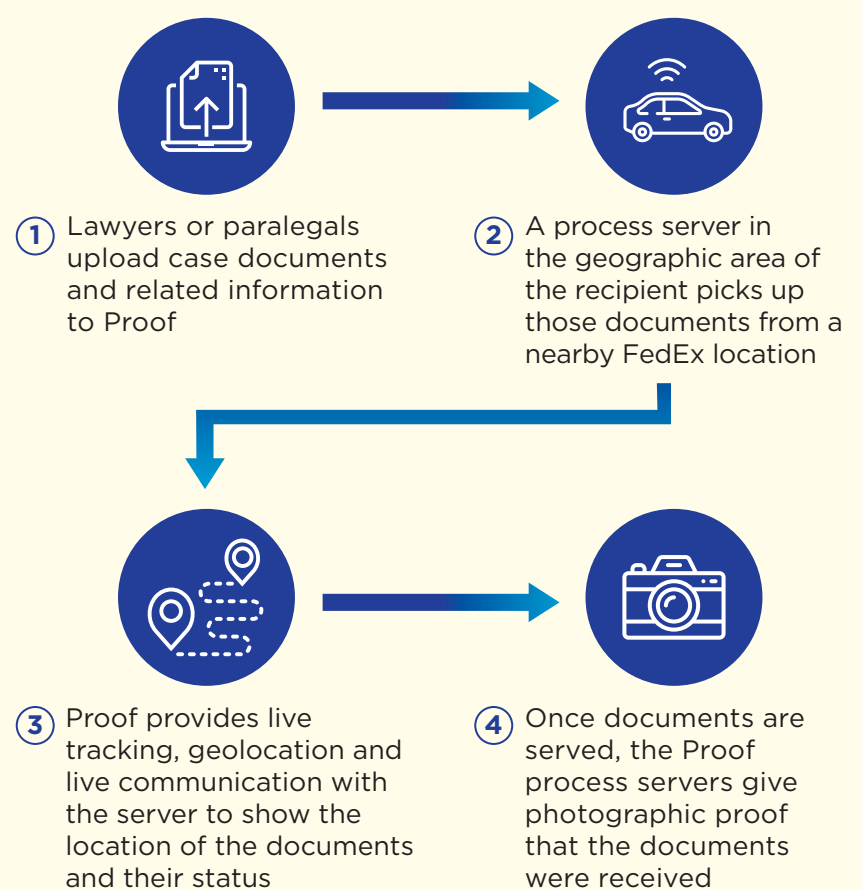 1 Lawyers or paralegals
upload case documents
and related information
to Proof
2 A process server in
the geographic area of
the recipient picks up
those documents from a
nearby FedEx location
3 Proof provides live
tracking, geolocation and
live communication with
the server to show the
location of the documents
and their status
4 Once documents are
served, the Proof
process servers give
photographic proof
that the documents
were received